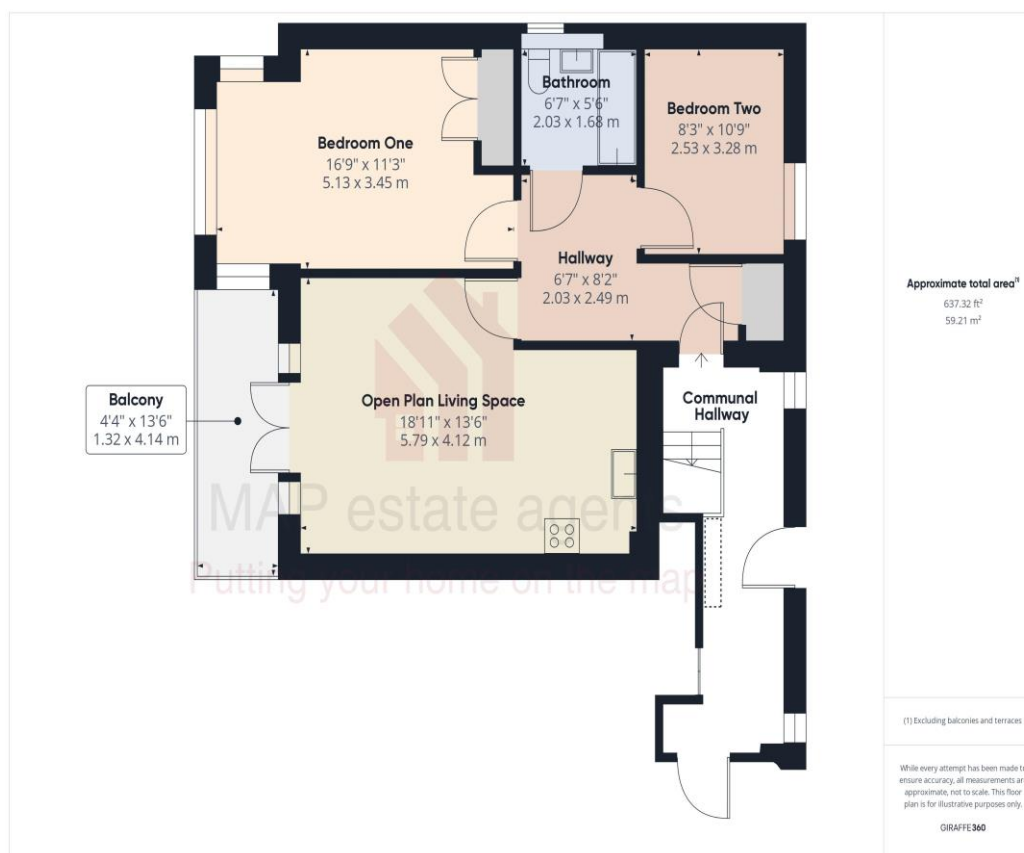 Bedroom One
16'9" x 11'3"
5.13 x 3.45 m
Bathroom
6'7" x 5'6"
2.03 x 1.68 m
Bedroom Two
8'3" x 10'9"
2.53 x 3.28 m
Hallway
6'7" x 8'2"
2.03 x 2.49 m
Balcony
4'4" x 13'6"
1.32 x 4.14 m
Open Plan Living Space
18'11" x 13'6"
5.79 x 4.12 m
Communal
Hallway
MAP estate agents
Putting your home on the map
Approximate total area(1)
637.32 ft²
59.21 m²
(1) Excluding balconies and terraces
While every attempt has been made to
ensure accuracy, all measurements are
approximate, not to scale. This floor
plan is for illustrative purposes only.
GIRAFFE360